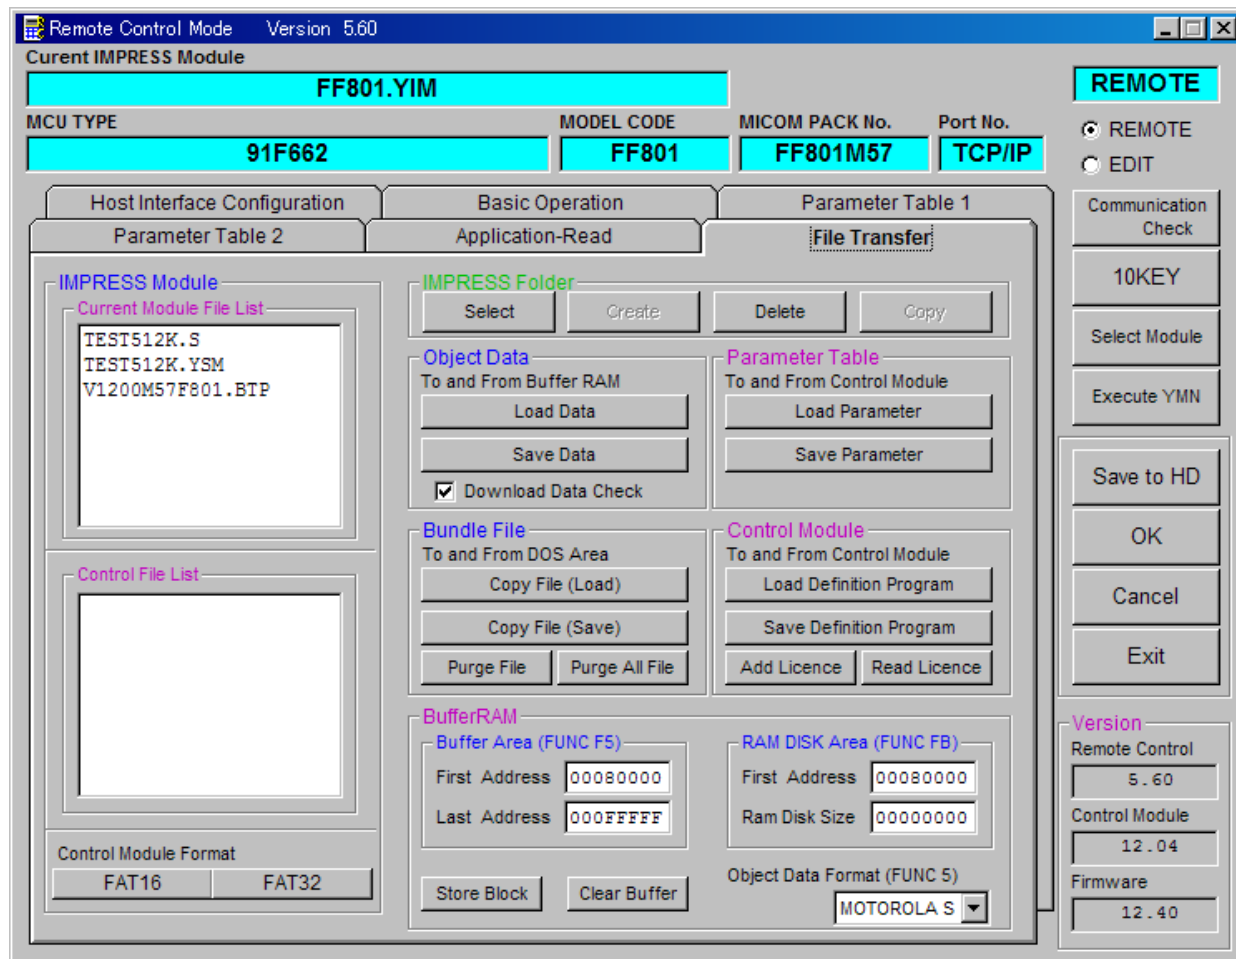 Remote Control Mode Version 5.60
Curent IMPRESS Module
FF801.YIM
REMOTE
MCU TYPE MODEL CODE MICOM PACK No. Port No.
91F662 FF801 FF801M57 TCP/IP
REMOTE
EDIT
Host Interface Configuration Basic Operation Parameter Table 1
Parameter Table 2 Application-Read File Transfer
Communication
Check
10KEY
Select Module
Execute YMN
Save to HD
OK
Cancel
Exit
IMPRESS Module
Current Module File List
TEST512K.S
TEST512K.YSM
V1200M57F801.BTP
Control File List
Control Module Format
FAT16 FAT32
IMPRESS Folder
Select Create Delete Copy
Object Data
To and From Buffer RAM
Load Data
Save Data
Download Data Check
Parameter Table
To and From Control Module
Load Parameter
Save Parameter
Bundle File
To and From DOS Area
Copy File (Load)
Copy File (Save)
Purge File Purge All File
Control Module
To and From Control Module
Load Definition Program
Save Definition Program
Add Licence Read Licence
BufferRAM
Buffer Area (FUNC F5)
First Address 00080000
Last Address 000FFFFF
RAM DISK Area (FUNC FB)
First Address 00080000
Ram Disk Size 00000000
Store Block Clear Buffer
Object Data Format (FUNC 5)
MOTOROLA S
Version
Remote Control
5.60
Control Module
12.04
Firmware
12.40